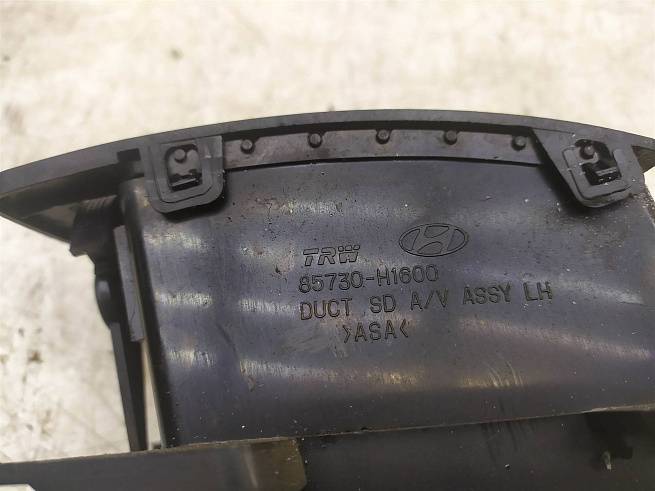 TRW
85730-H1600
DUCT SD A/V ASSY LH
>ASA<